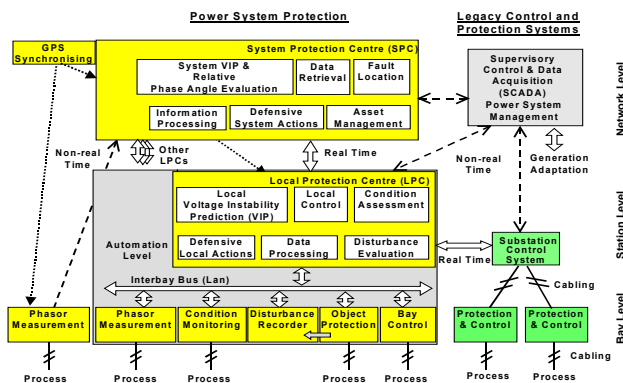 Power System Protection
Legacy Control and
Protection Systems
GPS
Synchronising
System Protection Centre (SPC)
System VIP &
Relative
Phase Angle Evaluation
Data
Retrieval
Fault
Location
Information
Processing
Defensive
System Actions
Asset
Management
Supervisory
Control & Data
Acquisition
(SCADA)
Power System
Management
Network Level
Non-real
Time
Other
LPCs
Real Time
Non-real
Time
Generation
Adaptation
Local Protection Centre (LPC)
Local
Voltage Instability
Prediction (VIP)
Local
Control
Condition
Assessment
Automation
Level
Defensive
Local Actions
Data
Processing
Disturbance
Evaluation
Real Time
Substation
Control
System
Station Level
Interbay Bus (Lan)
Cabling
Phasor
Measurement
Phasor
Measurement
Condition
Monitoring
Disturbance
Recorder
Object
Protection
Bay
Control
Protection
& Control
Protection
& Control
Bay Level
Cabling
Process
Process
Process
Process
Process
Process
Process